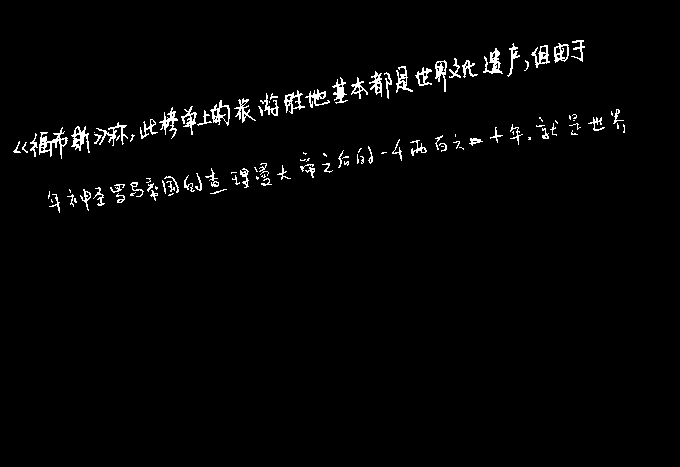 《福布斯》称,此榜单上的旅游胜地基本都是世界文化遗产,但由于
年神圣罗马帝国的查理曼大帝之后的一千两百六十年.就是世界